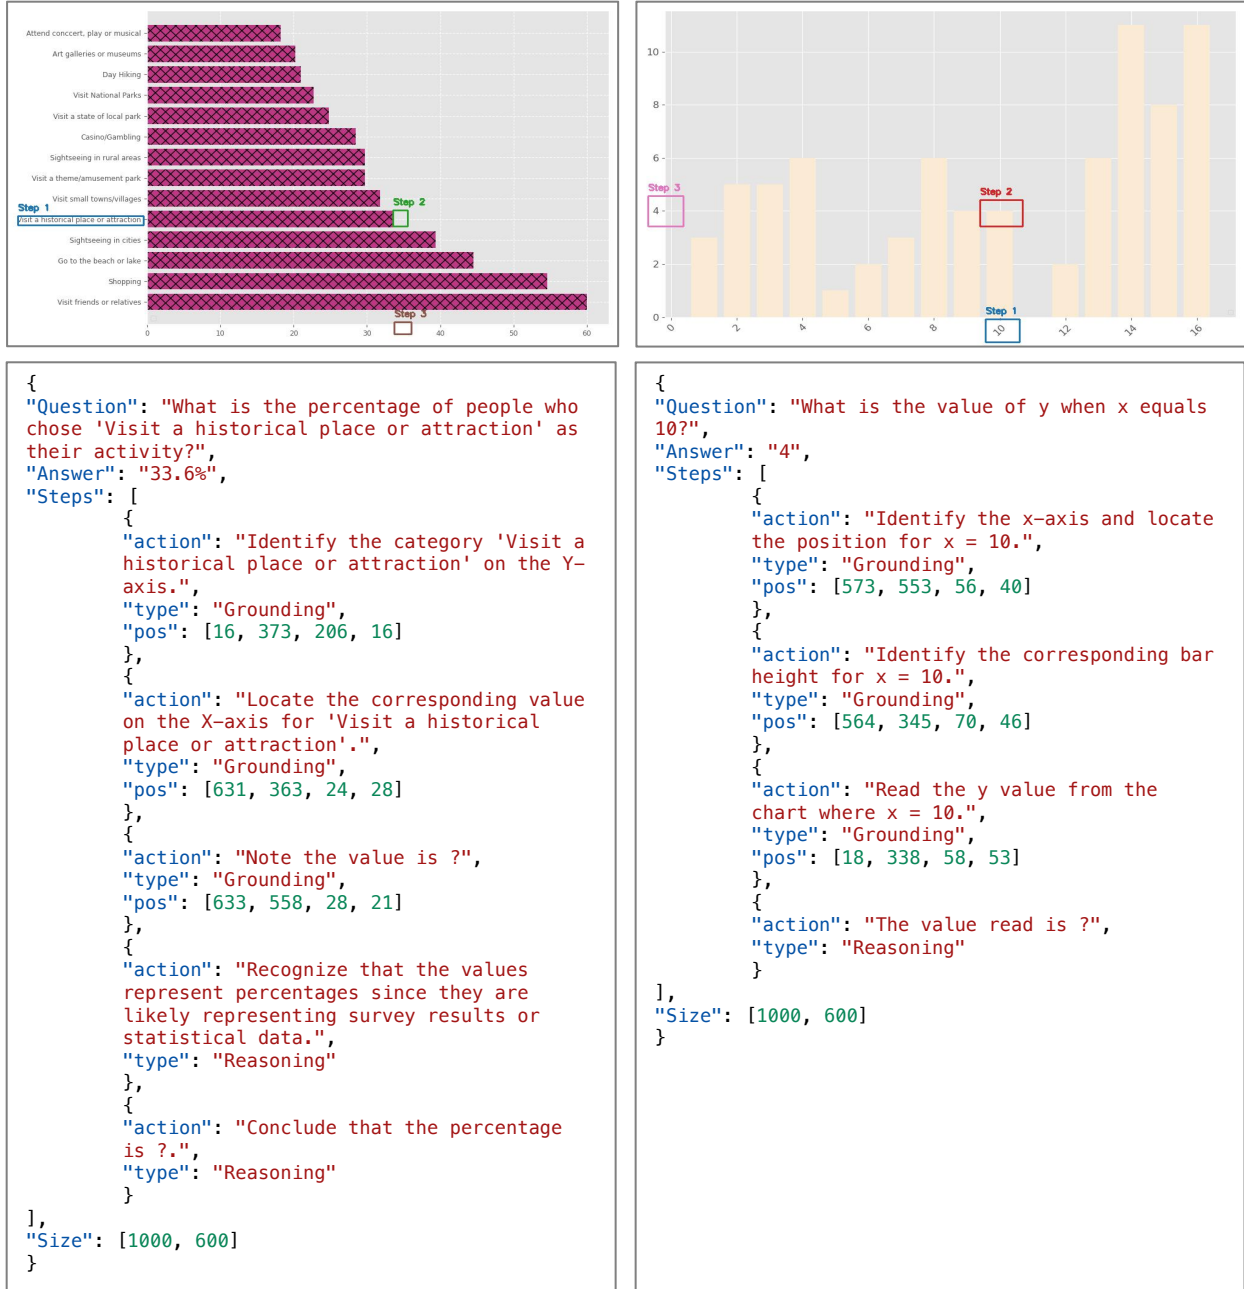 Attend conccert, play or musical
Art galleries or museums
Day Hiking
Visit National Parks
Visit a state of local park
Casino/Gambling
Sightseeing in rural areas
Visit a theme/amusement park
Visit small towns/villages
Step 1
Step 2
Visit a historical place or attraction
Sightseeing in cities
Go to the beach or lake
Shopping
Visit friends or relatives
Step 3
0 10 20 30 40 50 60
10
8
6
Step 3
Step 2
4
2
Step 1
0
0 2 4 6 8 10 12 14 16
{
"Question": "What is the percentage of people who
chose 'Visit a historical place or attraction' as
their activity?",
"Answer": "33.6%",
"Steps": [
{
"action": "Identify the category 'Visit a
historical place or attraction' on the Y-
axis.",
"type": "Grounding",
"pos": [16, 373, 206, 16]
},
{
"action": "Locate the corresponding value
on the X-axis for 'Visit a historical
place or attraction'.",
"type": "Grounding",
"pos": [631, 363, 24, 28]
},
{
"action": "Note the value is ?",
"type": "Grounding",
"pos": [633, 558, 28, 21]
},
{
"action": "Recognize that the values
represent percentages since they are
likely representing survey results or
statistical data.",
"type": "Reasoning"
},
{
"action": "Conclude that the percentage
is ?.",
"type": "Reasoning"
}
],
"Size": [1000, 600]
}
{
"Question": "What is the value of y when x equals
10?",
"Answer": "4",
"Steps": [
{
"action": "Identify the x-axis and locate
the position for x = 10.",
"type": "Grounding",
"pos": [573, 553, 56, 40]
},
{
"action": "Identify the corresponding bar
height for x = 10.",
"type": "Grounding",
"pos": [564, 345, 70, 46]
},
{
"action": "Read the y value from the
chart where x = 10.",
"type": "Grounding",
"pos": [18, 338, 58, 53]
},
{
"action": "The value read is ?",
"type": "Reasoning"
}
],
"Size": [1000, 600]
}